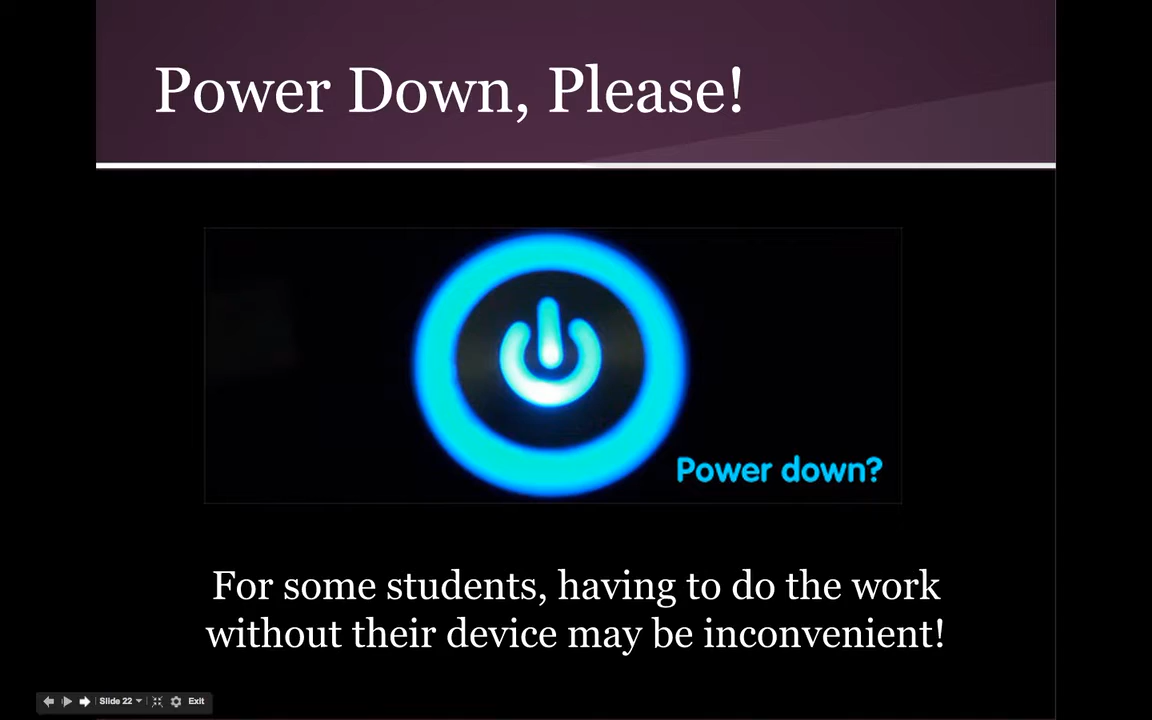 Power Down, Please!
Power down?
For some students, having to do the work
without their device may be inconvenient!
Slide 22
Exit